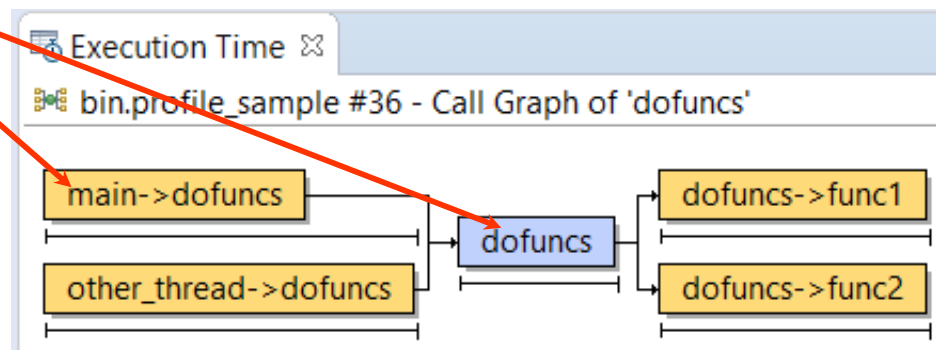 Execution Time
bin.profile_sample #36 - Call Graph of 'dofuncs'
main->dofuncs
dofuncs->func1
dofuncs
other_thread->dofuncs
dofuncs->func2